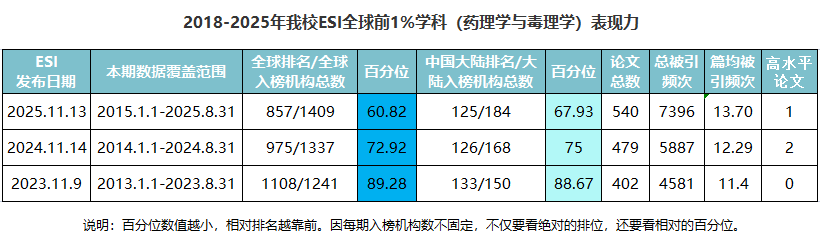 2018-2025年我校ESI全球前1%学科（药理学与毒理学）表现力
ESI 发布日期 本期数据覆盖范围 全球排名/全球入榜机构总数 百分位 中国大陆排名/大陆入榜机构总数 百分位 论文总数 总被引频次 篇均被引频次 高水平论文
2025.11.13 2015.1.1-2025.8.31 857/1409 60.82 125/184 67.93 540 7396 13.70 1
2024.11.14 2014.1.1-2024.8.31 975/1337 72.92 126/168 75 479 5887 12.29 2
2023.11.9 2013.1.1-2023.8.31 1108/1241 89.28 133/150 88.67 402 4581 11.4 0
说明：百分位数值越小，相对排名越靠前。因每期入榜机构数不固定，不仅要看绝对的排位，还要看相对的百分位。